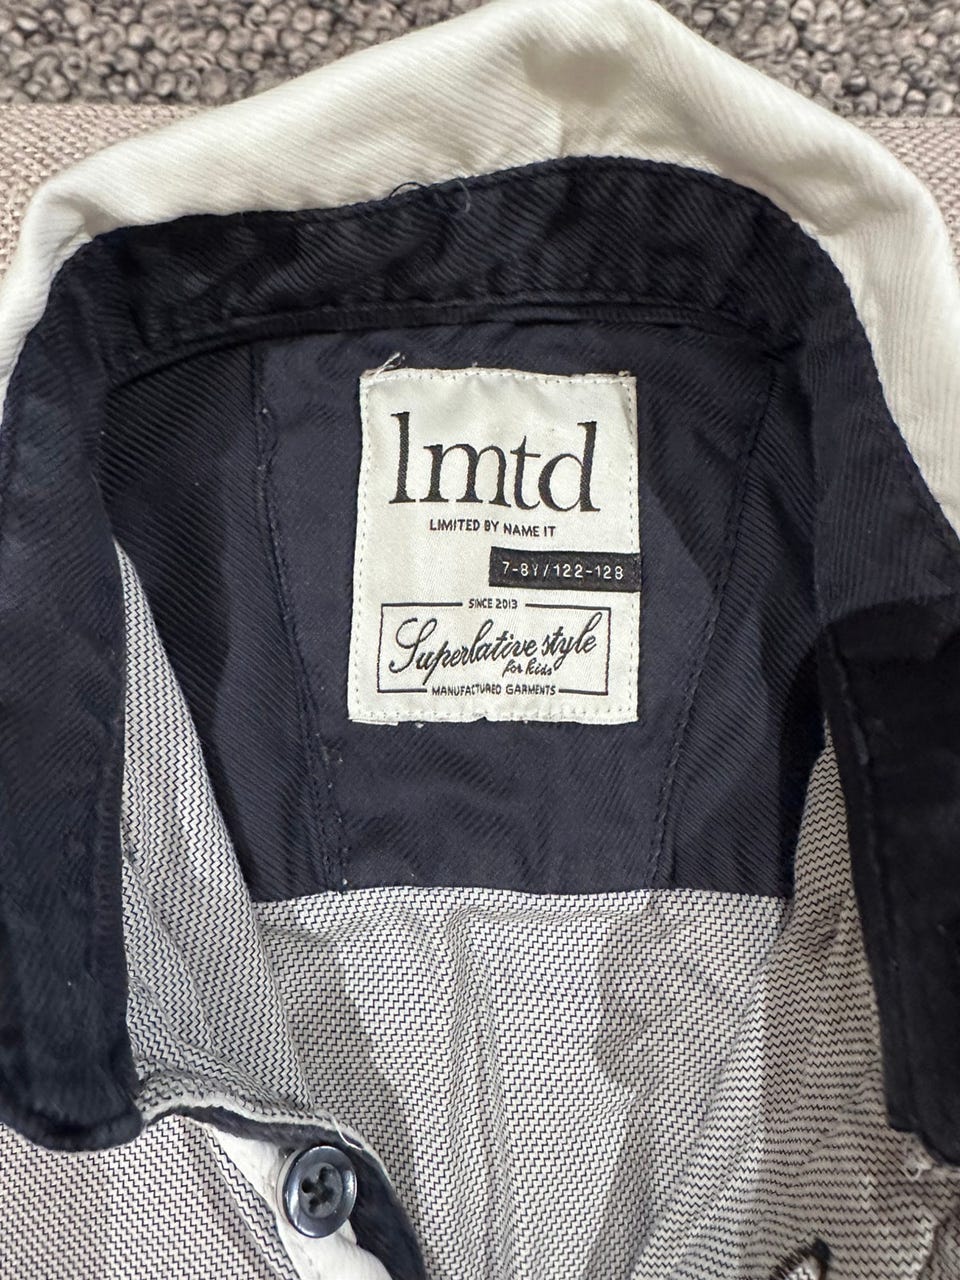 lmtd
LIMITED BY NAME IT
7-8Y/122-128
SINCE 2013
Superlative style
for kids
MANUFACTURED GARMENTS